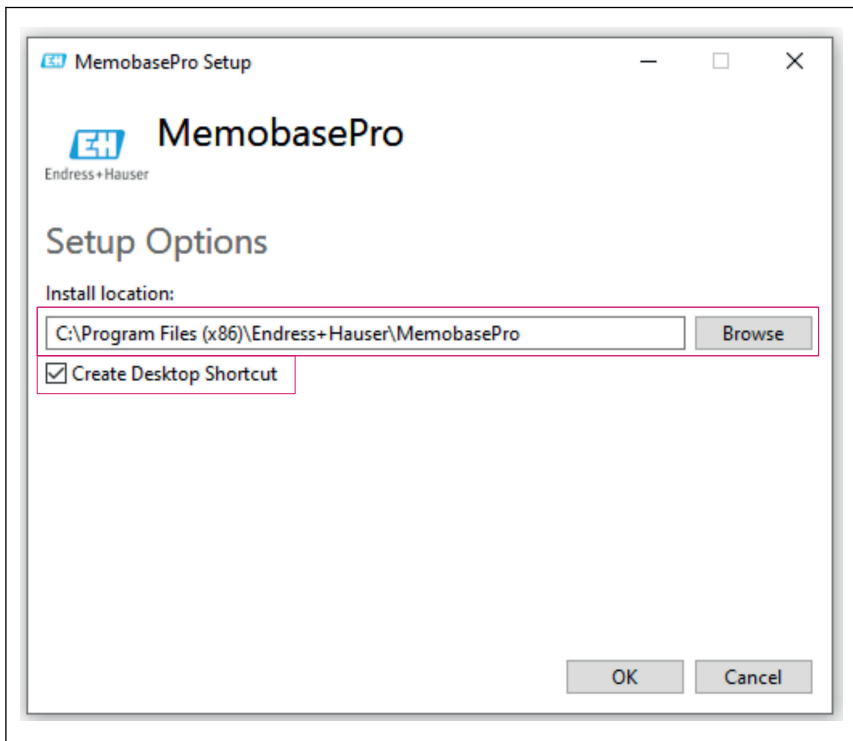 MemobasePro Setup
EH MemobasePro
Endress+Hauser
Setup Options
Install location:
C:\Program Files (x86)\Endress+Hauser\MemobasePro Browse
Create Desktop Shortcut
OK Cancel